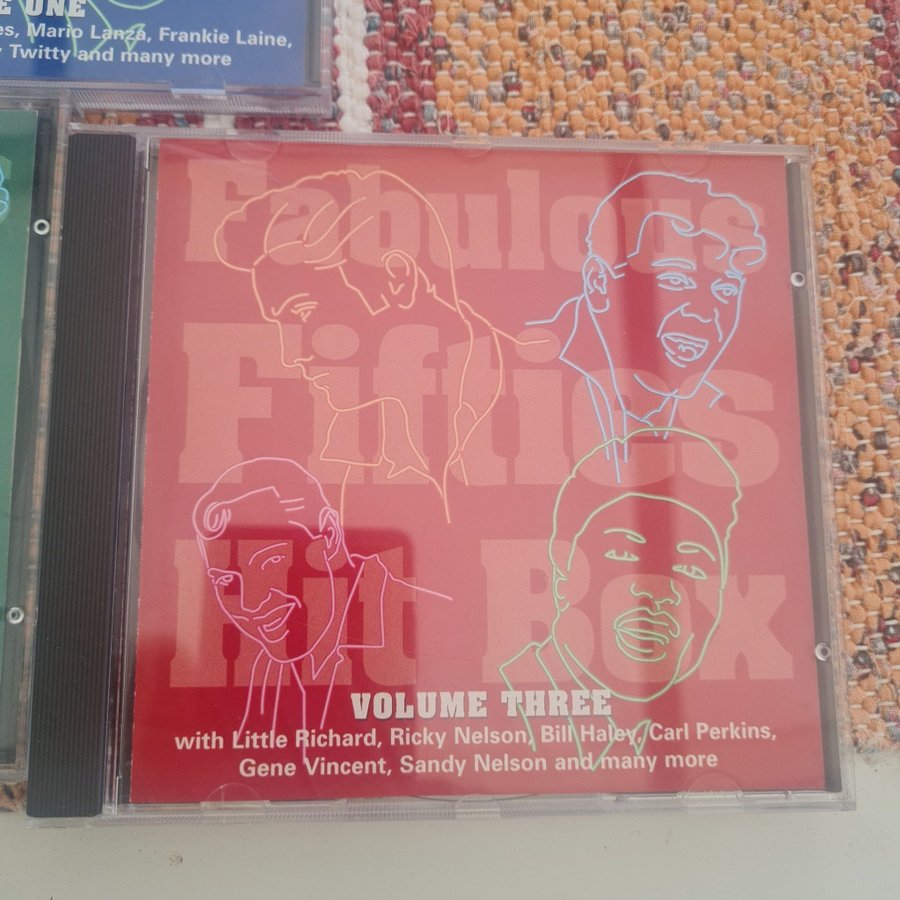 E ONE
es, Mario Lanza, Frankie Laine,
y Twitty and many more
Fabulous
Fifties
Hit Box
VOLUME THREE
with Little Richard, Ricky Nelson, Bill Haley, Carl Perkins,
Gene Vincent, Sandy Nelson and many more